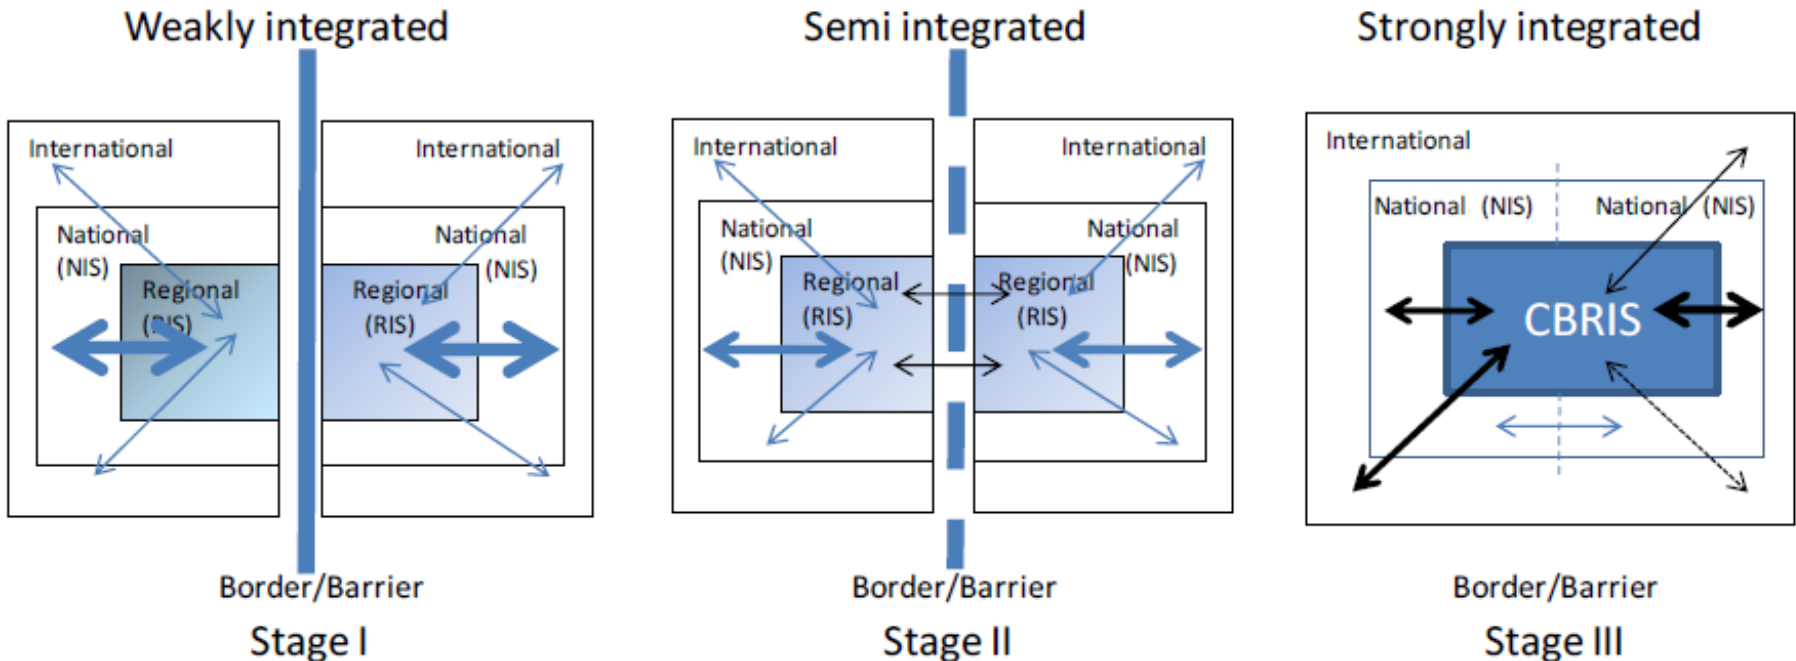 Weakly integrated
International
International
National
(NIS)
National
(NIS)
Regional
(RIS)
Regional
(RIS)
Border/Barrier
Stage I
Semi integrated
International
International
National
(NIS)
National
(NIS)
Regional
(RIS)
Regional
(RIS)
Border/Barrier
Stage II
Strongly integrated
International
National (NIS)
National (NIS)
CBRIS
Border/Barrier
Stage III